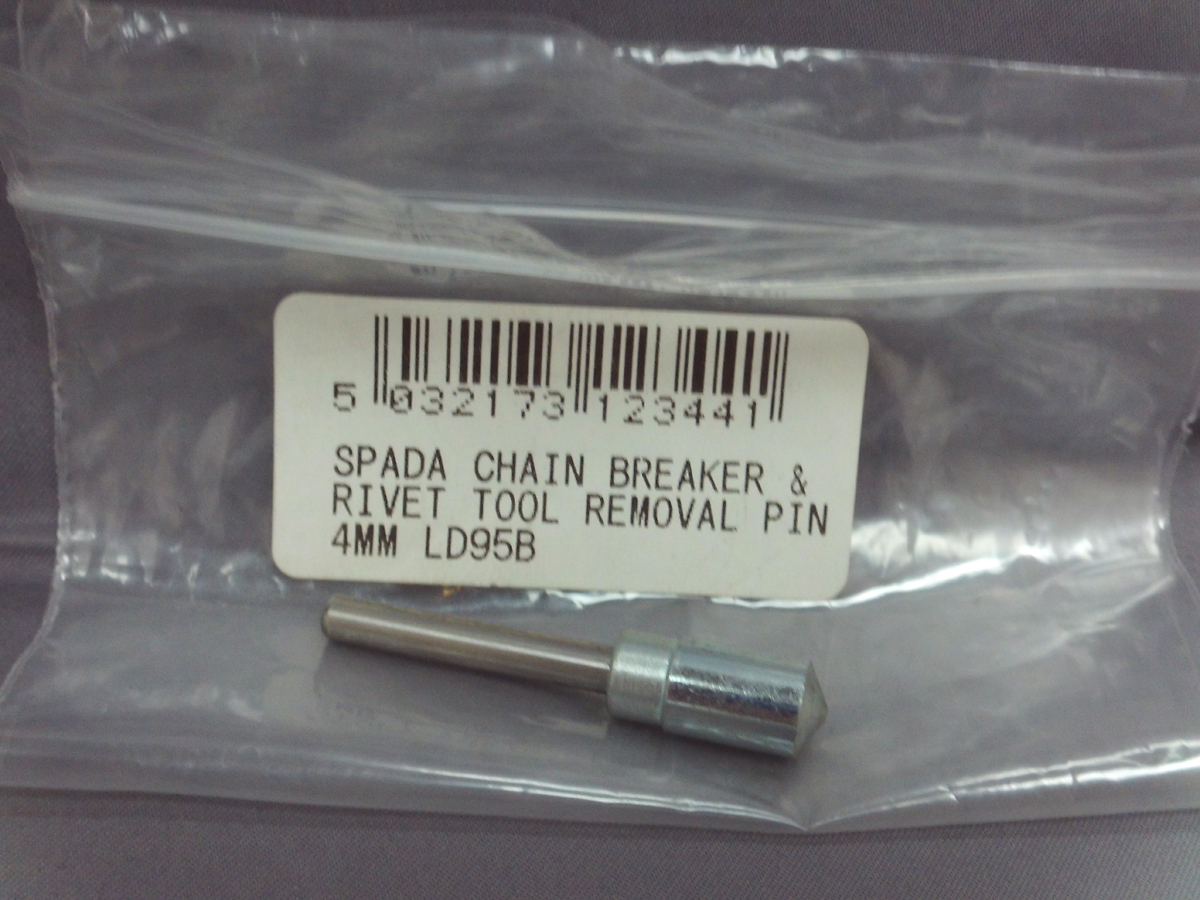 5 032173 123441
SPADA CHAIN BREAKER &
RIVET TOOL REMOVAL PIN
4MM LD95B